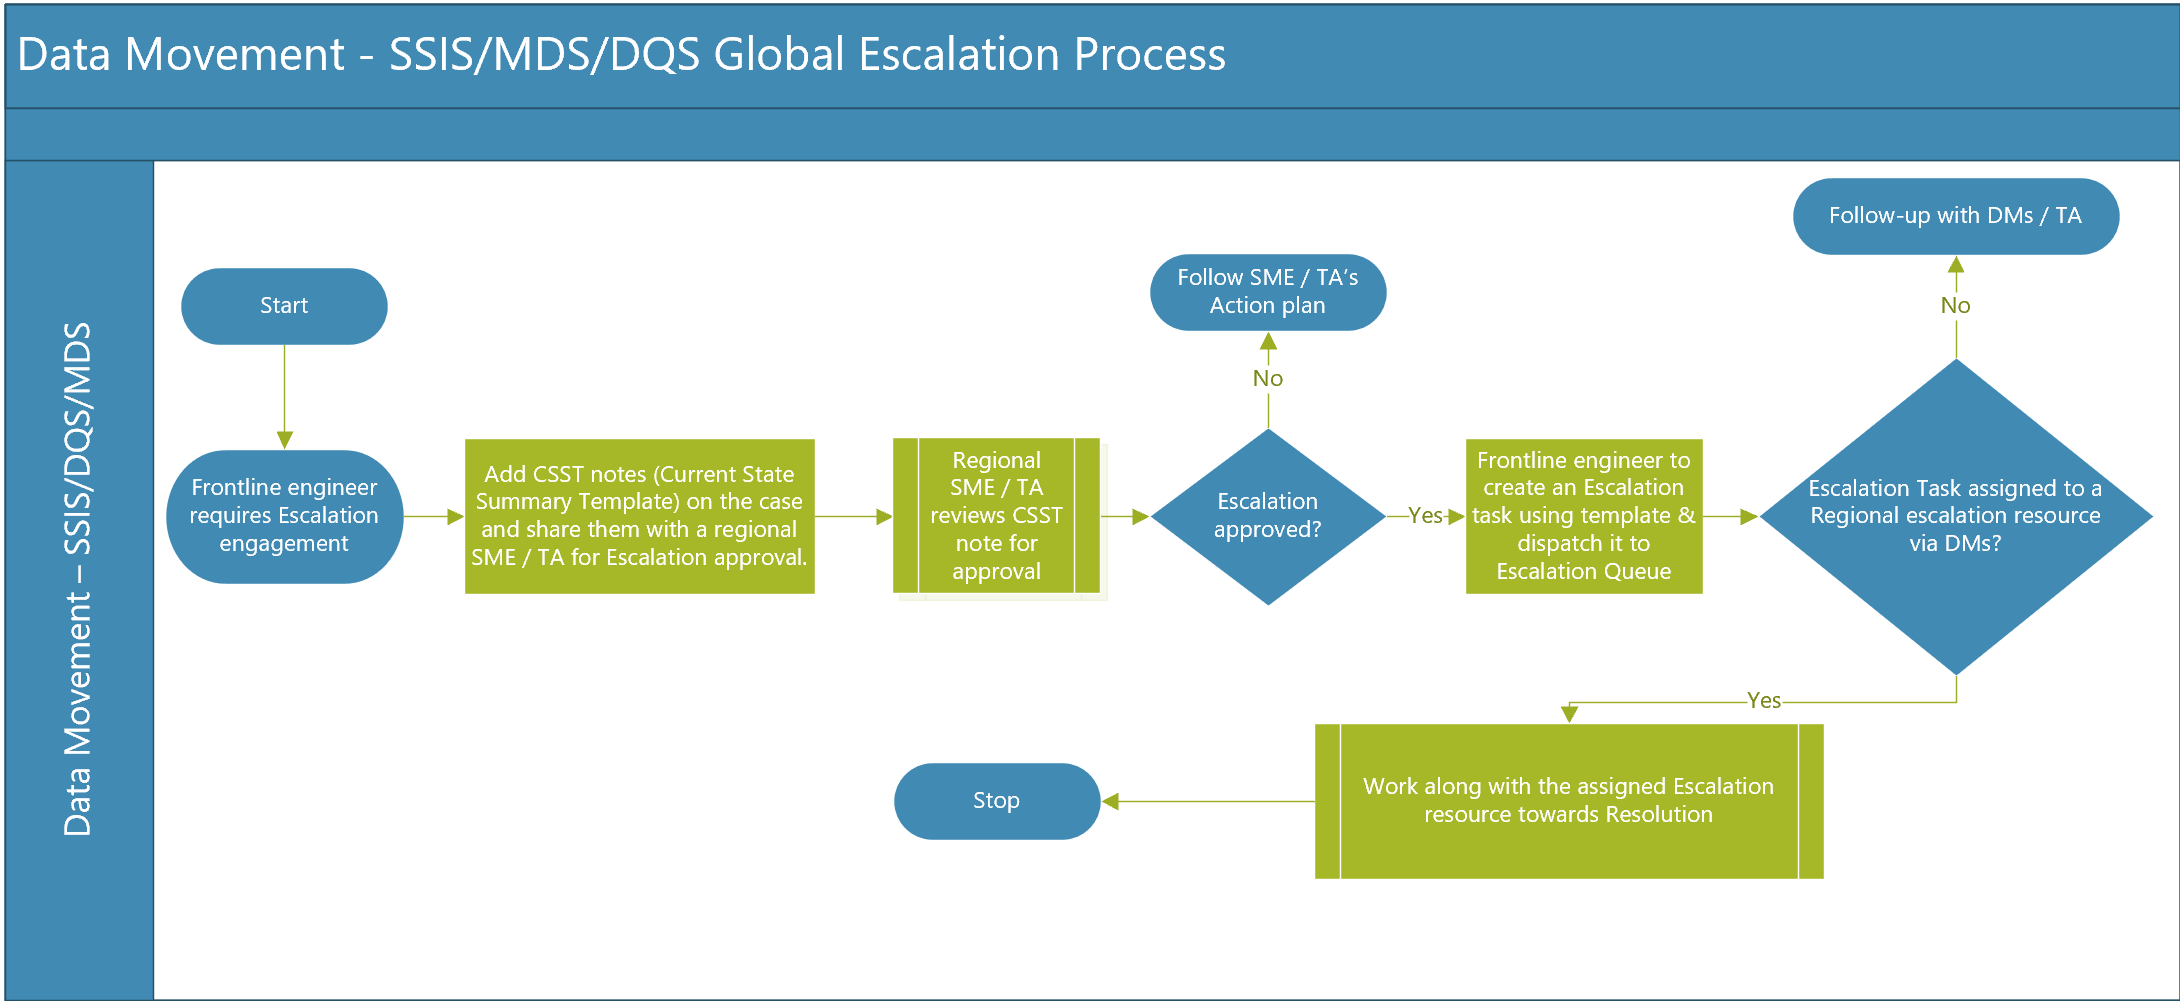 Data Movement - SSIS/MDS/DQS Global Escalation Process
Data Movement – SSIS/DQS/MDS
Start
Frontline engineer
requires Escalation
engagement
Add CSST notes (Current State
Summary Template) on the case
and share them with a regional
SME / TA for Escalation approval.
Regional
SME / TA
reviews CSST
note for
approval
Escalation
approved?
No
Follow SME / TA’s
Action plan
Yes
Frontline engineer to
create an Escalation
task using template &
dispatch it to
Escalation Queue
Escalation Task assigned to a
Regional escalation resource
via DMs?
No
Follow-up with DMs / TA
Yes
Work along with the assigned Escalation
resource towards Resolution
Stop